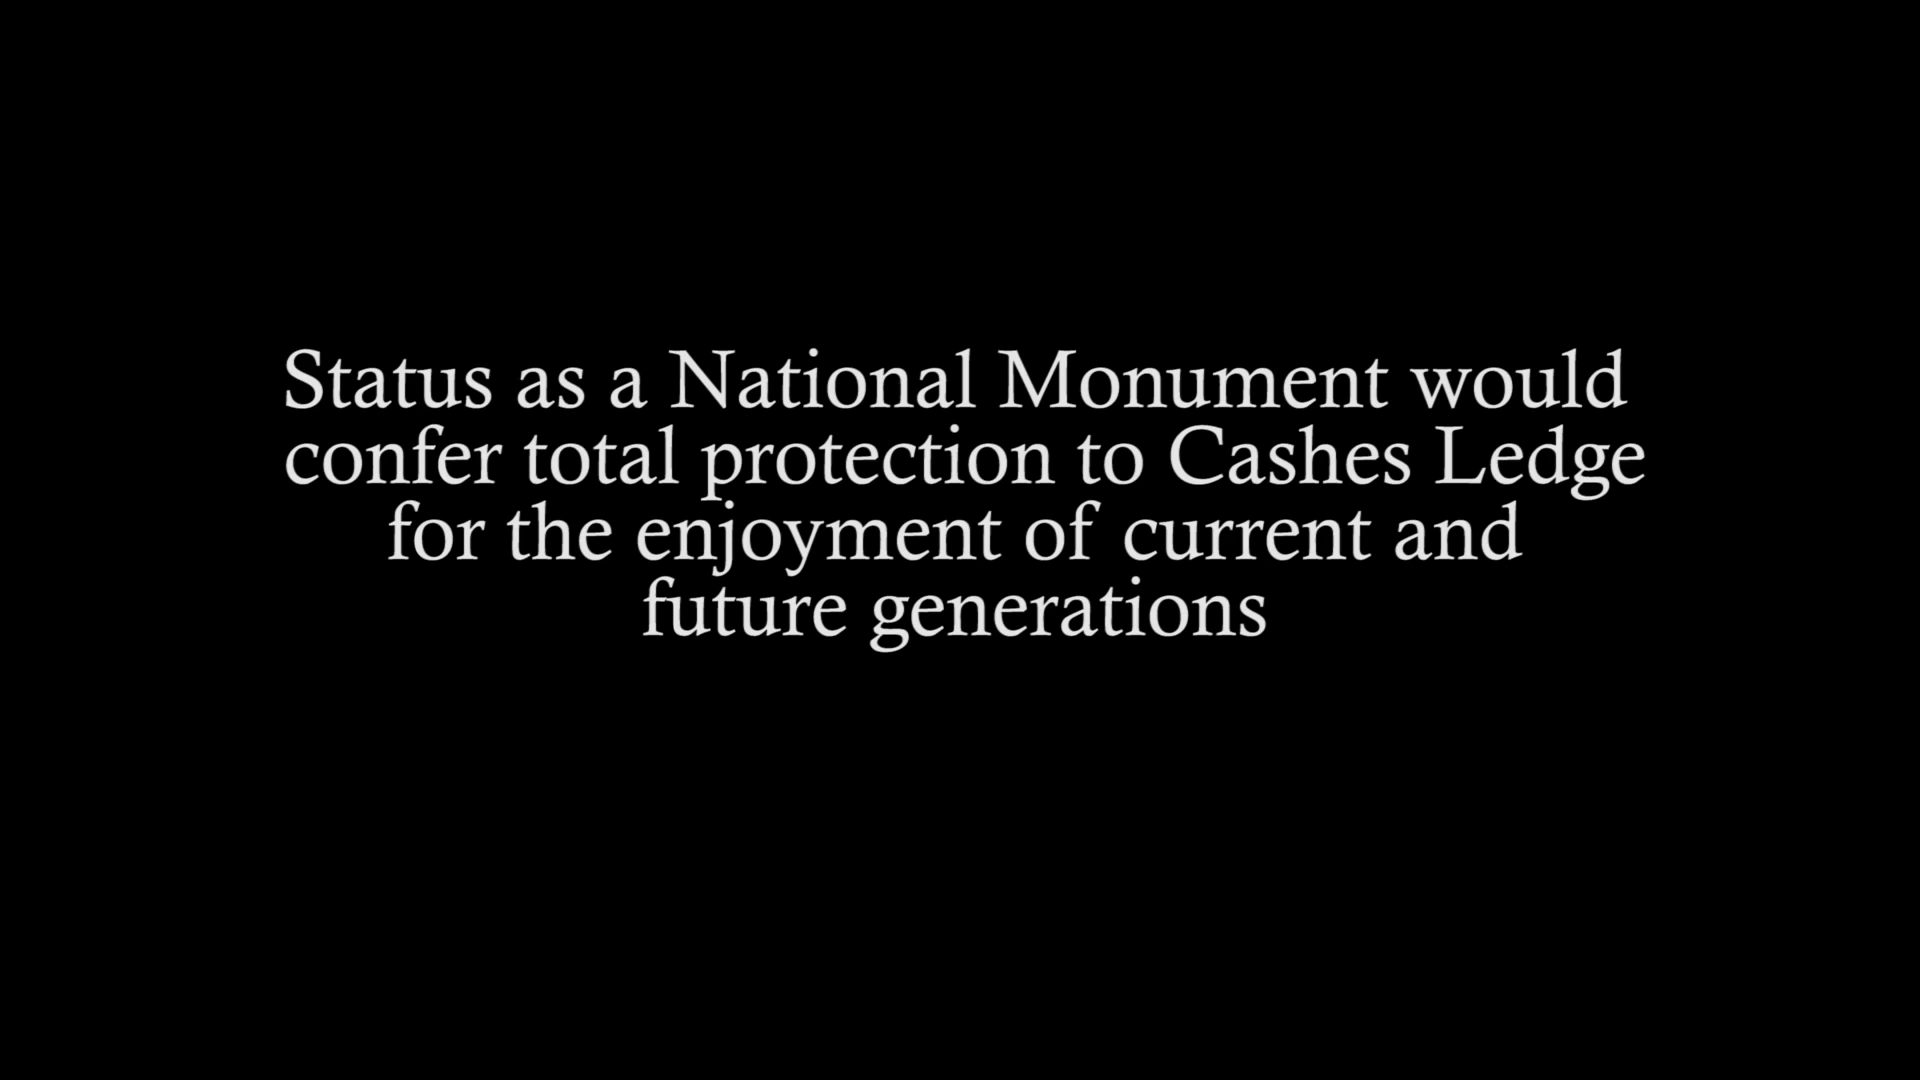 Status as a National Monument would
confer total protection to Cashes Ledge
for the enjoyment of current and
future generations